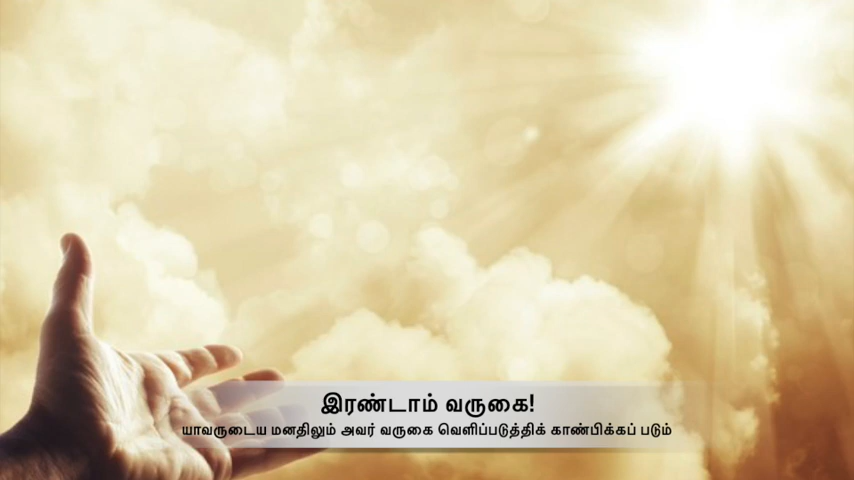 இரண்டாம் வருகை!
யாவருடைய மனதிலும் அவர் வருகை வெளிப்படுத்திக் காண்பிக்கப் படும்